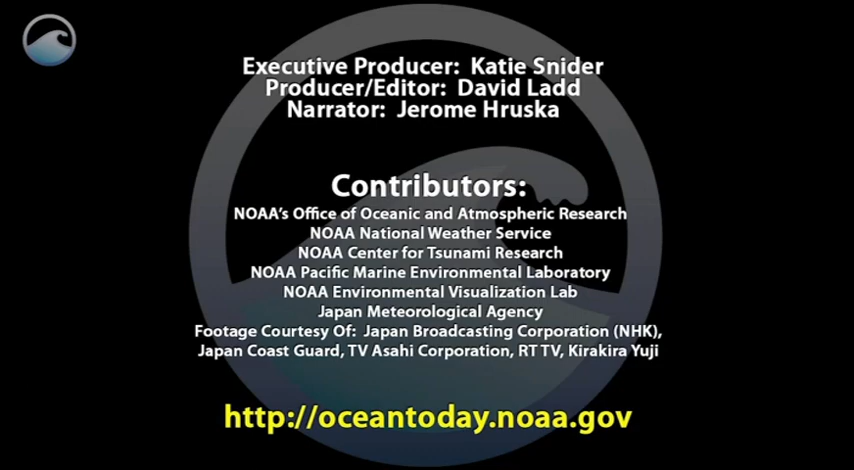 Executive Producer: Katie Snider
Producer/Editor: David Ladd
Narrator: Jerome Hruska
Contributors:
NOAA's Office of Oceanic and Atmospheric Research
NOAA National Weather Service
NOAA Center for Tsunami Research
NOAA Pacific Marine Environmental Laboratory
NOAA Environmental Visualization Lab
Japan Meteorological Agency
Footage Courtesy Of: Japan Broadcasting Corporation (NHK),
Japan Coast Guard, TV Asahi Corporation, RT TV, Kirakira Yuji
http://oceantoday.noaa.gov